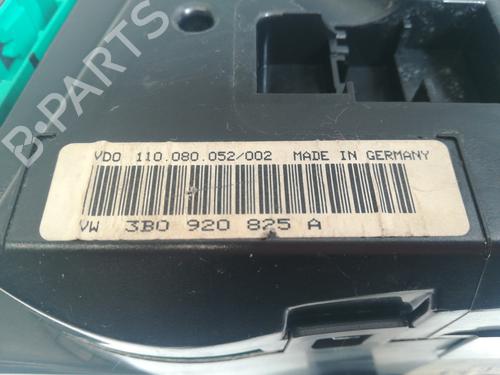 B-PARTS
VDO 110.080.052/002 MADE IN GERMANY
VW 3B0 920 825 A